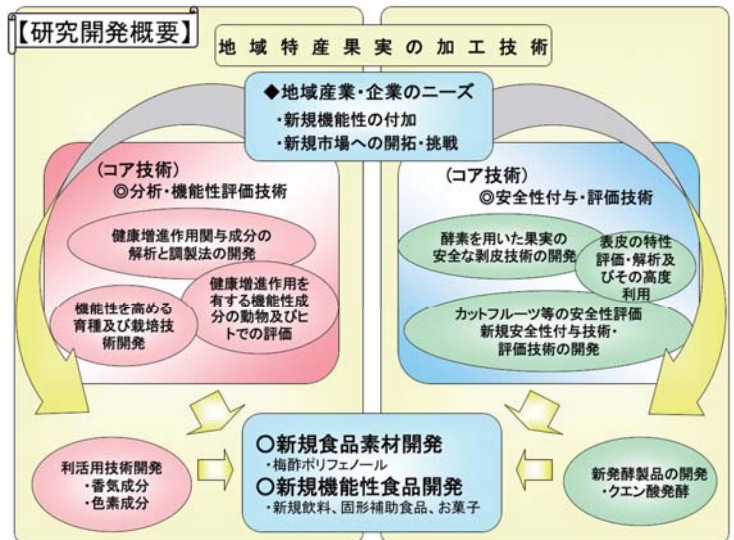 【研究開発概要】
地域特産果実の加工技術
◆地域産業・企業のニーズ
・新規機能性の付加
・新規市場への開拓・挑戦
(コア技術)
◎分析・機能性評価技術
健康増進作用関与成分の
解析と調製法の開発
機能性を高める
育種及び栽培技
術開発
健康増進作用を
有する機能性成
分の動物及びヒ
トでの評価
(コア技術)
◎安全性付与・評価技術
酵素を用いた果実の
安全な剥皮技術の開発
表皮の特性
評価・解析及
びその高度
利用
カットフルーツ等の安全性評価
新規安全性付与技術・
評価技術の開発
利活用技術開発
・香気成分
・色素成分
〇新規食品素材開発
・梅酢ポリフェノール
〇新規機能性食品開発
・新規飲料、固形補助食品、お菓子
新発酵製品の開発
・クエン酸発酵